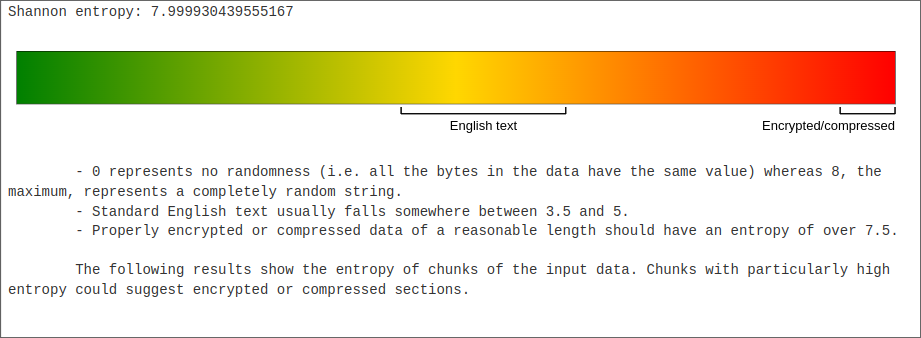 Shannon entropy: 7.999930439555167
English text
Encrypted/compressed
- 0 represents no randomness (i.e. all the bytes in the data have the same value) whereas 8, the
maximum, represents a completely random string.
- Standard English text usually falls somewhere between 3.5 and 5.
- Properly encrypted or compressed data of a reasonable length should have an entropy of over 7.5.
The following results show the entropy of chunks of the input data. Chunks with particularly high
entropy could suggest encrypted or compressed sections.